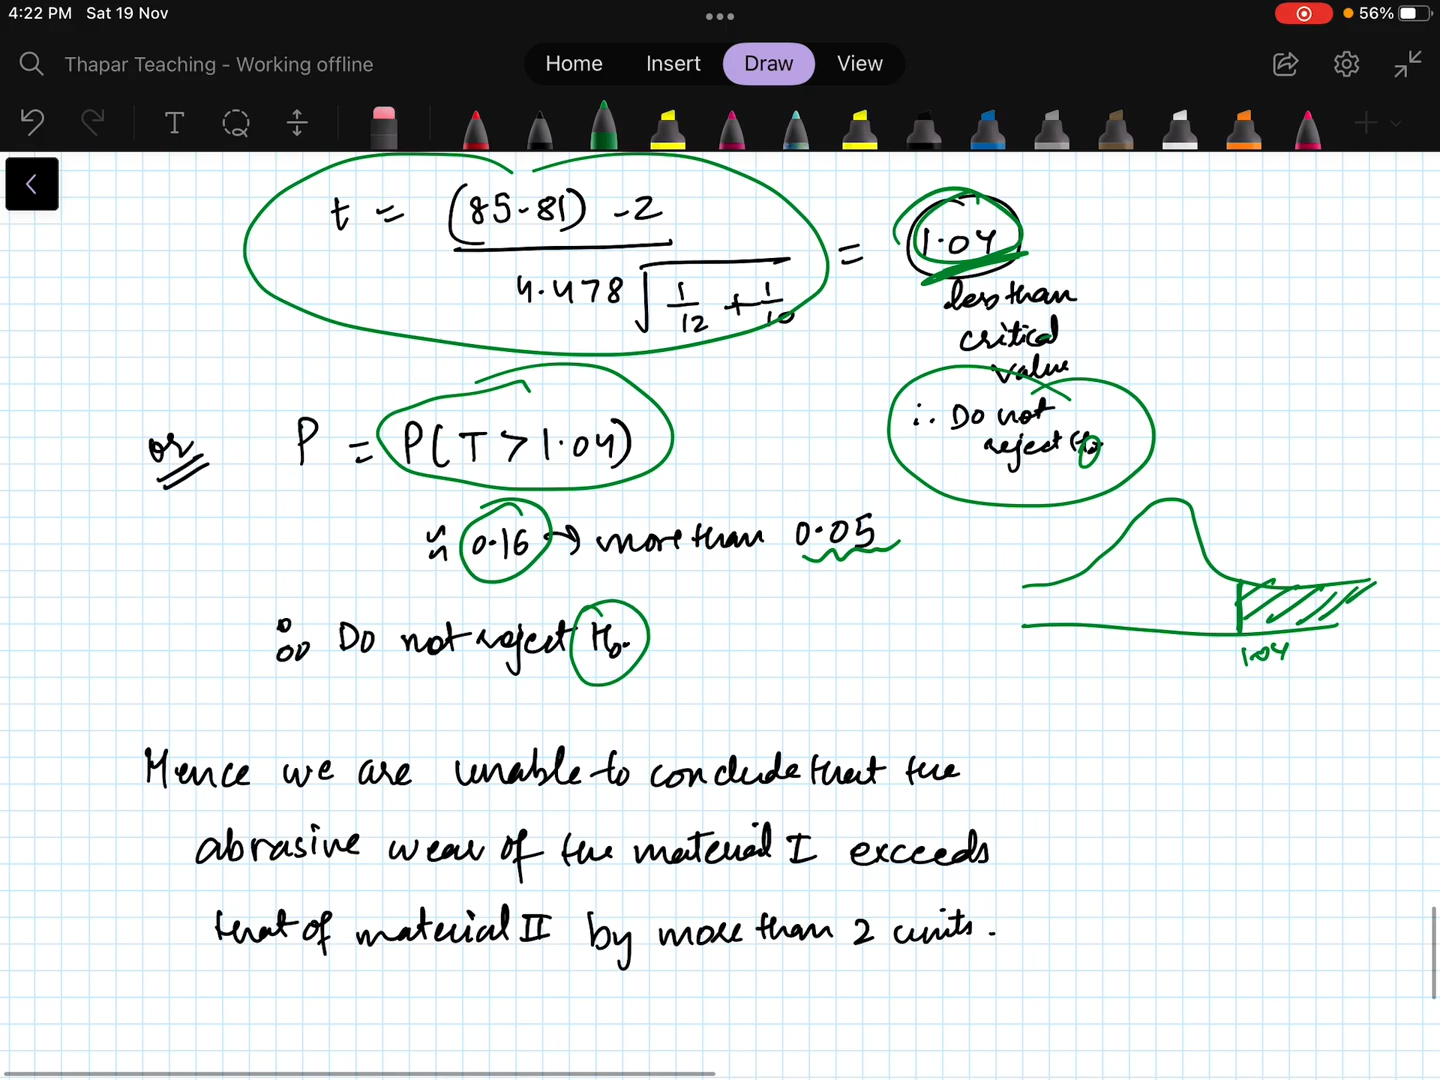 4:22 PM Sat 19 Nov
56%
Thapar Teaching - Working offline
Home Insert Draw View
t = (85-81) -2 / 4.478 √(1/12 + 1/10) = 1.04
less than
critical
value
∴ Do not
reject H0
or P = P(T > 1.04)
≈ 0.16 → more than 0.05
∴ Do not reject H0.
1.04
Hence we are unable to conclude that the
abrasive wear of the material I exceeds
that of material II by more than 2 units.